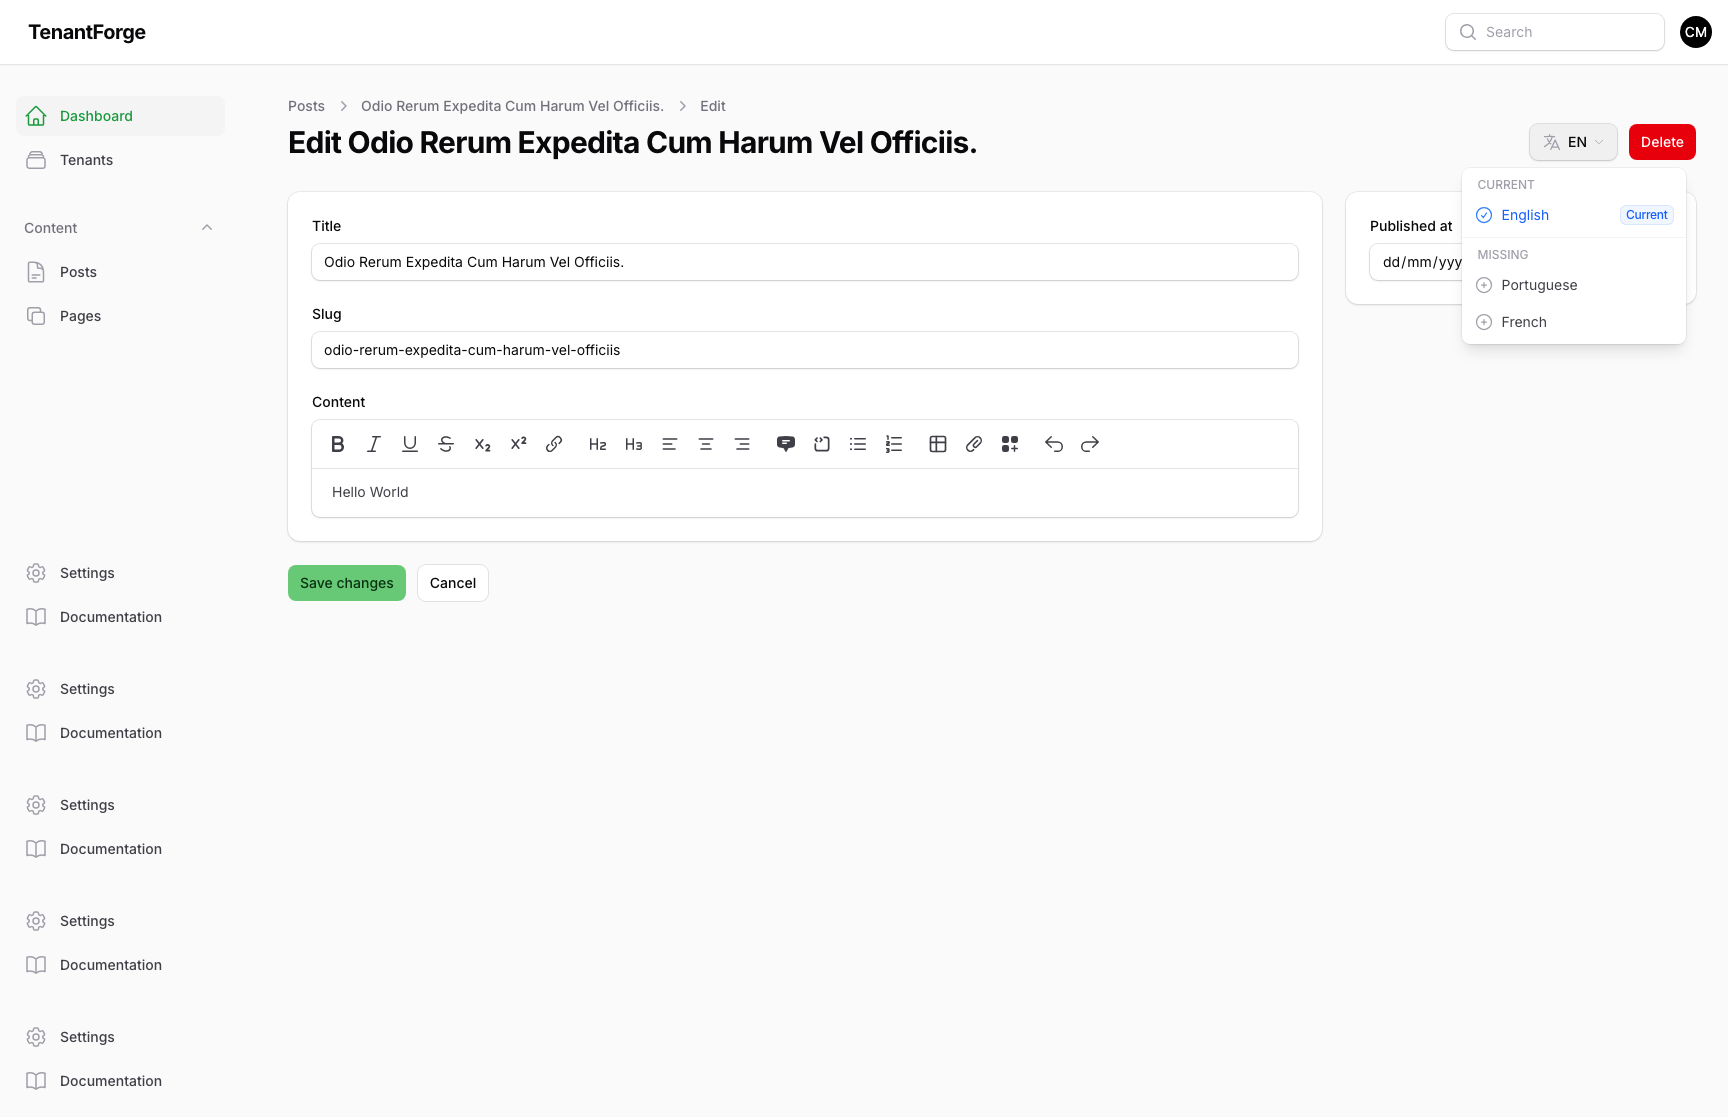 TenantForge
Search
CM
Dashboard
Tenants
Content
Posts
Pages
Settings
Documentation
Settings
Documentation
Settings
Documentation
Settings
Documentation
Settings
Documentation
Posts > Odio Rerum Expedita Cum Harum Vel Officiis. > Edit
Edit Odio Rerum Expedita Cum Harum Vel Officiis.
EN
Delete
CURRENT
English Current
MISSING
Portuguese
French
Title
Odio Rerum Expedita Cum Harum Vel Officiis.
Slug
odio-rerum-expedita-cum-harum-vel-officiis
Content
B I U S X₂ X² H2 H3
Hello World
Save changes
Cancel
Published at
dd/mm/yyy